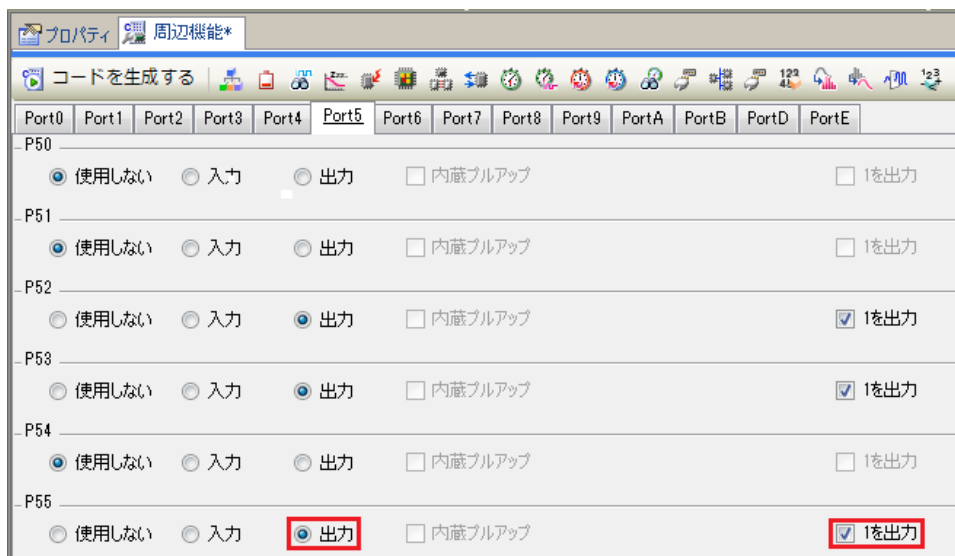 プロパティ 周辺機能*
コードを生成する
Port0 Port1 Port2 Port3 Port4 Port5 Port6 Port7 Port8 Port9 PortA PortB PortD PortE
P50
使用しない 入力 出力 内蔵プルアップ 1を出力
P51
使用しない 入力 出力 内蔵プルアップ 1を出力
P52
使用しない 入力 出力 内蔵プルアップ 1を出力
P53
使用しない 入力 出力 内蔵プルアップ 1を出力
P54
使用しない 入力 出力 内蔵プルアップ 1を出力
P55
使用しない 入力 出力 内蔵プルアップ 1を出力